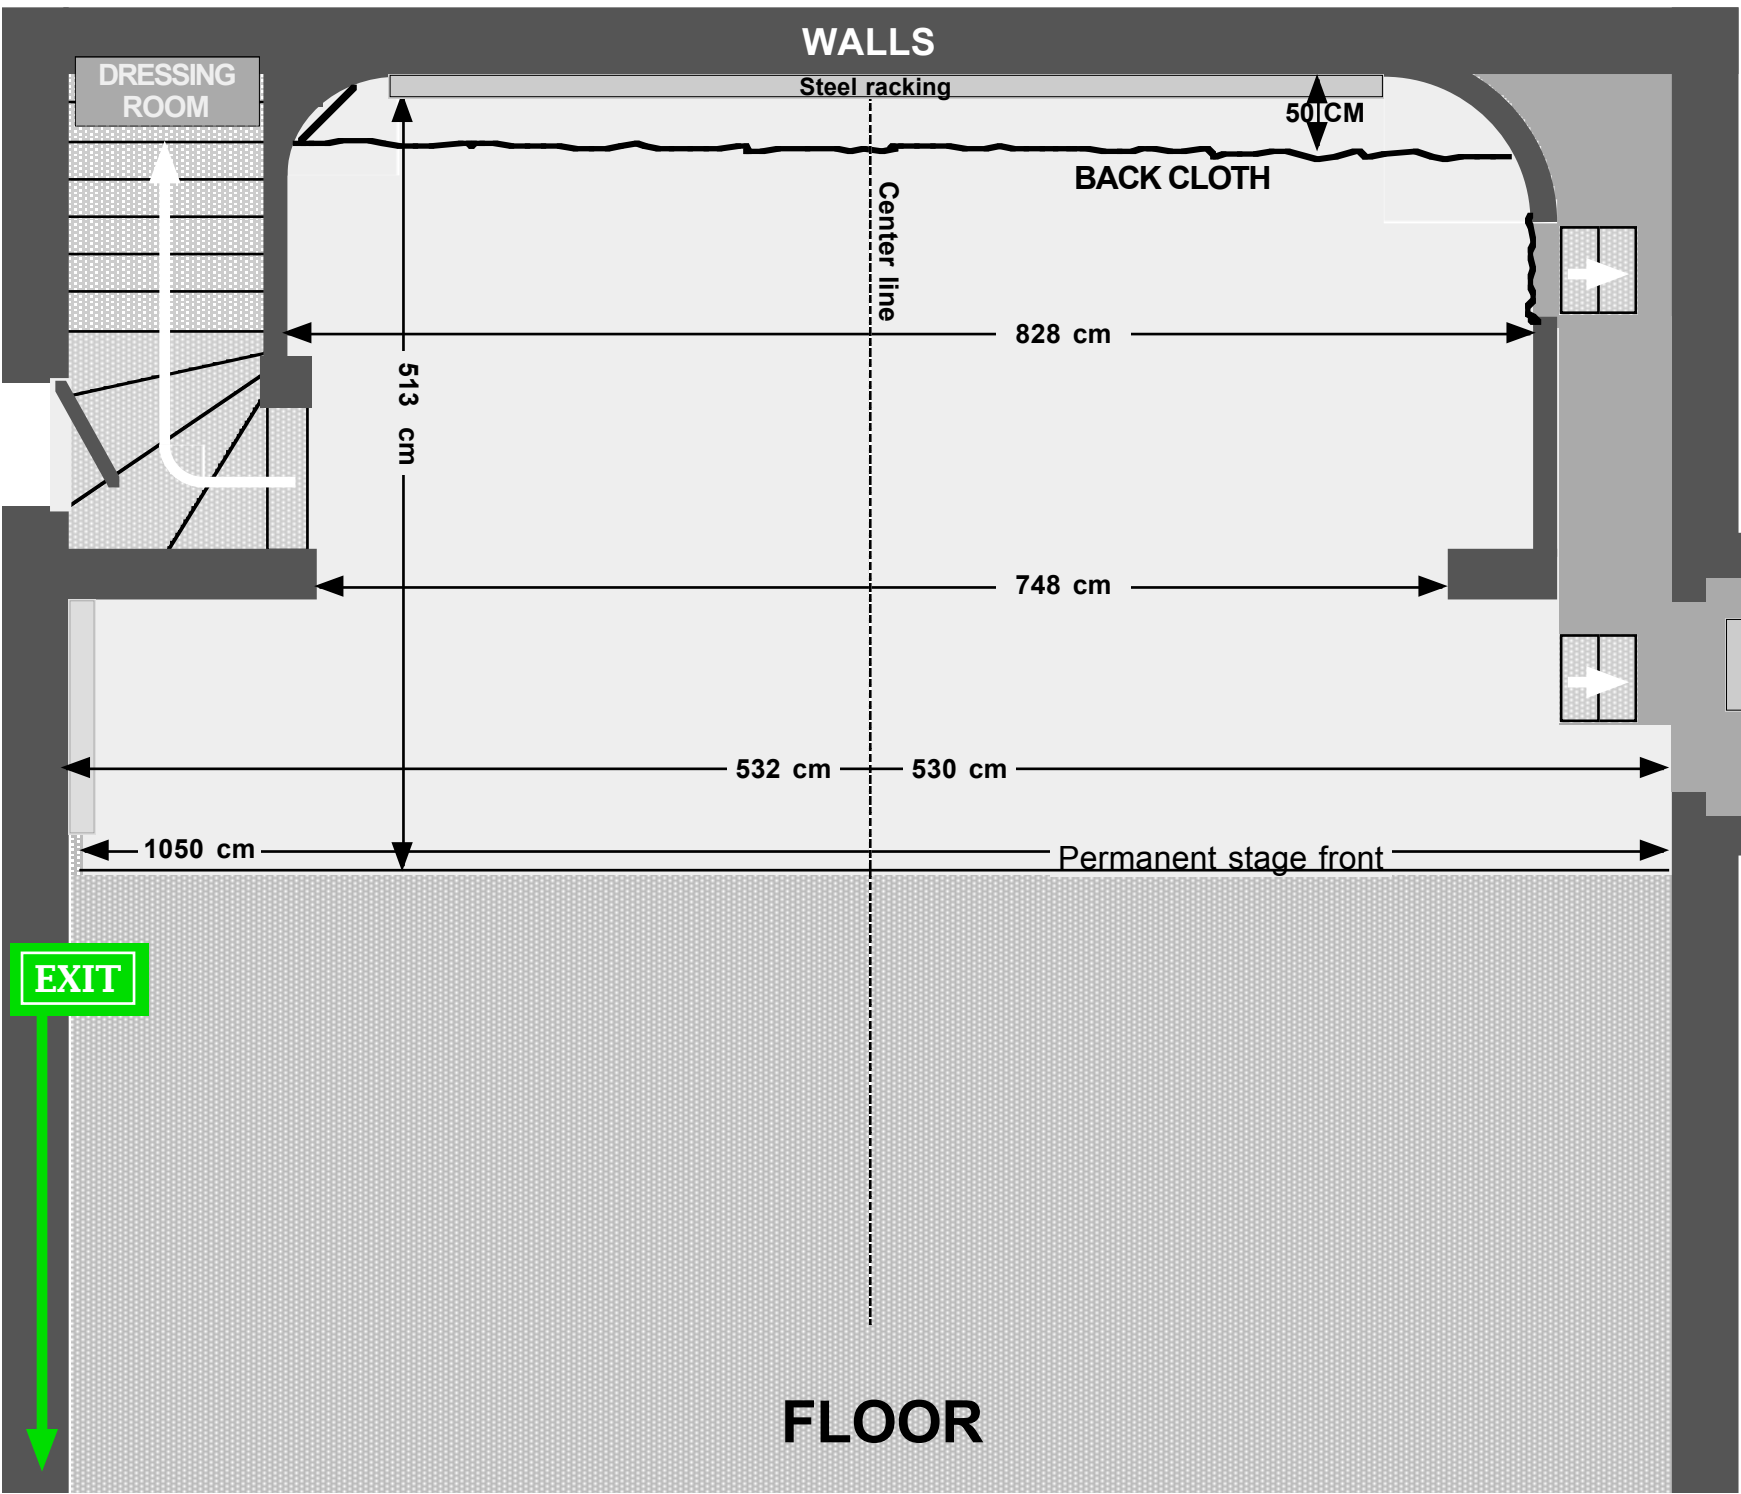 WALLS
DRESSING
ROOM
Steel racking
50 CM
BACK CLOTH
Center line
828 cm
513 cm
748 cm
532 cm
530 cm
1050 cm
Permanent stage front
EXIT
FLOOR